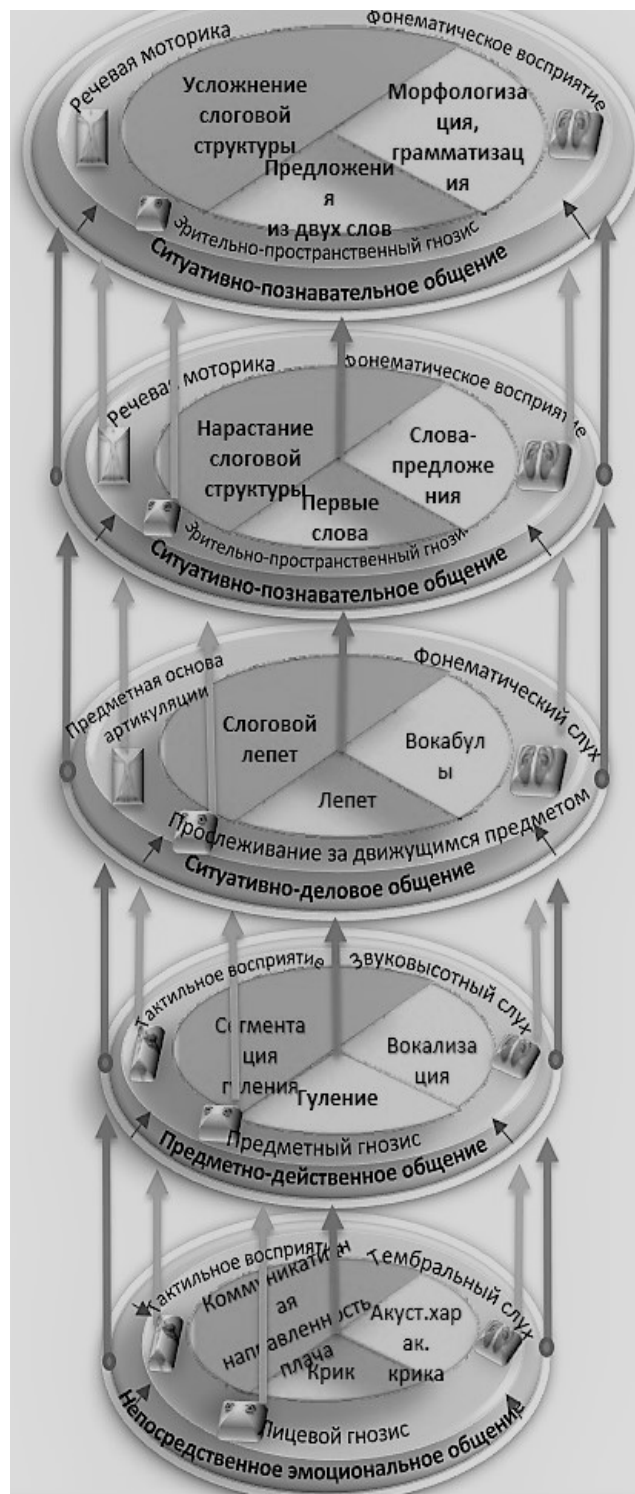 Речевая моторика
Фонематическое восприятие
Усложнение
слоговой
структуры
Морфологиза
ция,
грамматизац
ия
Предложени
я
из двух слов
Зрительно-пространственный гнозис
Ситуативно-познавательное общение
Речевая моторика
Фонематическое восприятие
Нарастание
слоговой
структуры
Слова-
предложе
ния
Первые
слова
Зрительно-пространственный гнозис
Ситуативно-познавательное общение
Предметная основа
артикуляции
Фонематический слух
Слоговой
лепет
Вокабул
ы
Лепет
Прослеживание за движущимся предметом
Ситуативно-деловое общение
Тактильное восприятие
Звуковысотный слух
Сегмента
ция
гуления
Вокализа
ция
Гуление
Предметный гнозис
Предметно-действенное общение
Тактильное восприятие
Тембральный слух
Коммуникативн
ая
направленность
плача
Акуст.хар
ак.
крика
Крик
Лицевой гнозис
Непосредственное эмоциональное общение